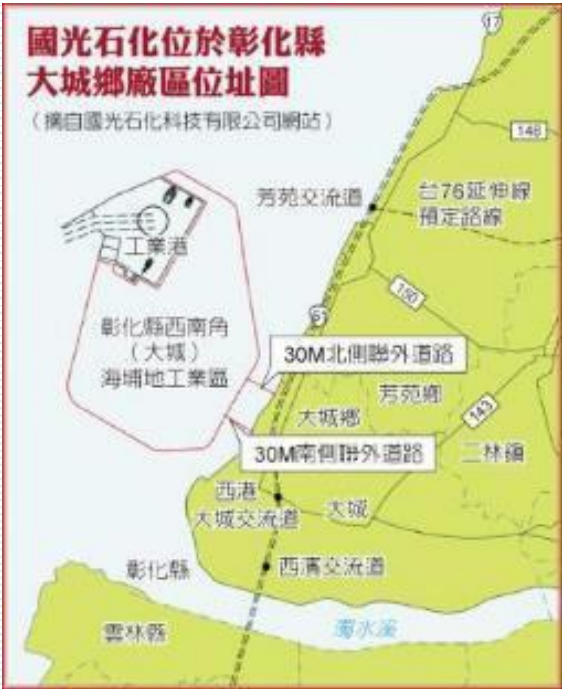 國光石化位於彰化縣
大城鄉廠區位址圖
（摘自國光石化科技有限公司網站）
17
148
芳苑交流道
台76延伸線
預定路線
工業港
150
61
彰化縣西南角
（大城）
海埔地工業區
30M北側聯外道路
芳苑鄉
143
大城鄉
二林鎮
30M南側聯外道路
西港
大城交流道
大城
彰化縣
西濱交流道
雲林縣
濁水溪